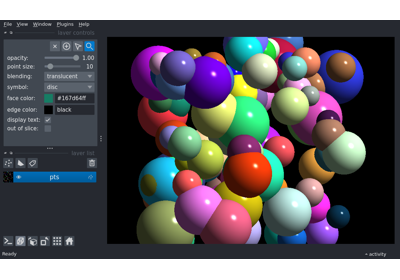 File View Window Plugins Help
layer controls
opacity: 1.00
point size: 10
blending: translucent
symbol: disc
face color: #167d64ff
edge color: black
display text:
out of slice:
layer list
pts
Ready
activity